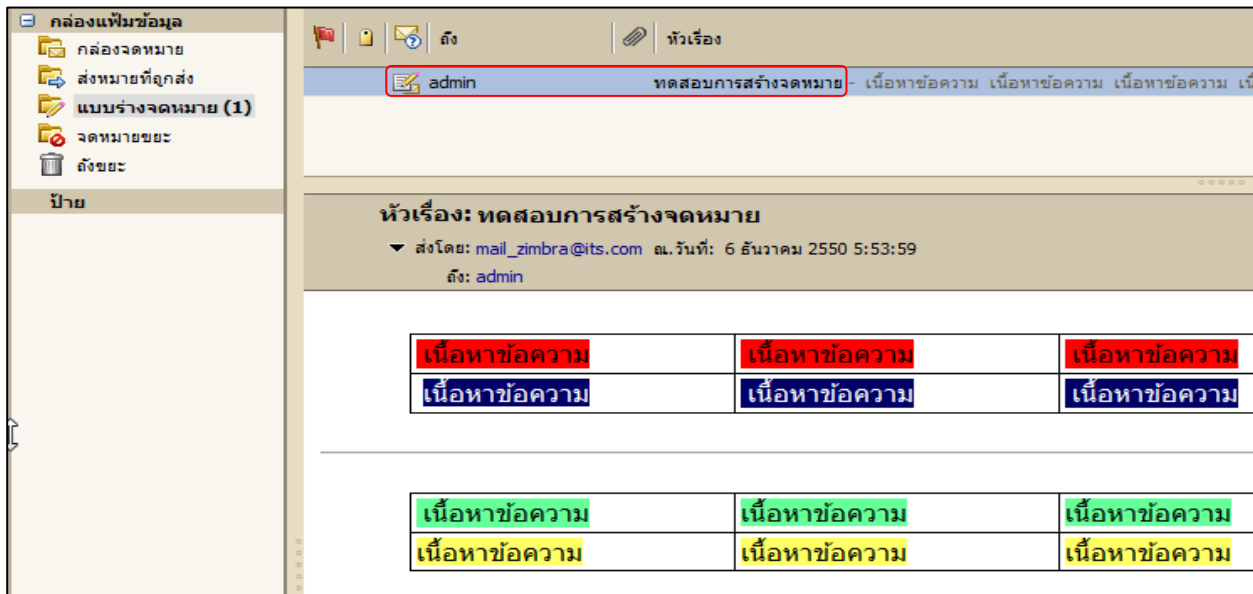 กล่องแฟ้มข้อมูล
กล่องจดหมาย
ส่งหมายที่ถูกส่ง
แบบร่างจดหมาย (1)
จดหมายขยะ
ถังขยะ
ป้าย
ถึง หัวเรื่อง
admin ทดสอบการสร้างจดหมาย - เนื้อหาข้อความ เนื้อหาข้อความ เนื้อหาข้อความ เนื้
หัวเรื่อง: ทดสอบการสร้างจดหมาย
ส่งโดย: mail_zimbra@its.com ณ.วันที่: 6 ธันวาคม 2550 5:53:59
ถึง: admin
เนื้อหาข้อความ เนื้อหาข้อความ เนื้อหาข้อความ
เนื้อหาข้อความ เนื้อหาข้อความ เนื้อหาข้อความ
เนื้อหาข้อความ เนื้อหาข้อความ เนื้อหาข้อความ
เนื้อหาข้อความ เนื้อหาข้อความ เนื้อหาข้อความ